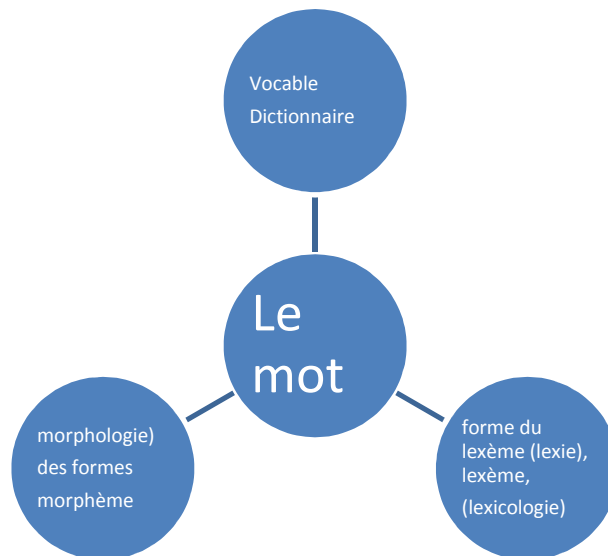 Vocable
Dictionnaire
Le
mot
morphologie)
des formes
morphème
forme du
lexème (lexie),
lexème,
(lexicologie)